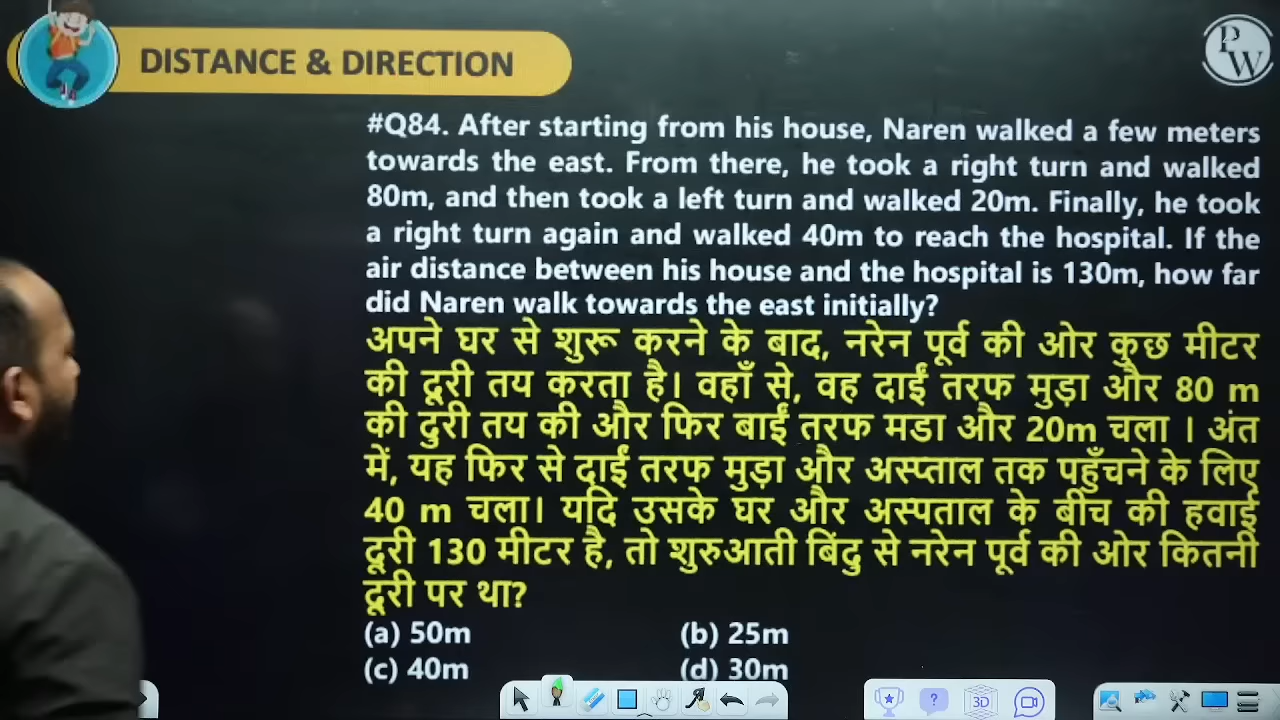 DISTANCE & DIRECTION
PW
#Q84. After starting from his house, Naren walked a few meters
towards the east. From there, he took a right turn and walked
80m, and then took a left turn and walked 20m. Finally, he took
a right turn again and walked 40m to reach the hospital. If the
air distance between his house and the hospital is 130m, how far
did Naren walk towards the east initially?
अपने घर से शुरू करने के बाद, नरेन पूर्व की ओर कुछ मीटर
की दूरी तय करता है। वहाँ से, वह दाईं तरफ मुड़ा और 80 m
की दुरी तय की और फिर बाईं तरफ मडा और 20m चला । अंत
में, यह फिर से दाईं तरफ मुड़ा और अस्प्ताल तक पहुँचने के लिए
40 m चला। यदि उसके घर और अस्पताल के बीच की हवाई
दूरी 130 मीटर है, तो शुरुआती बिंदु से नरेन पूर्व की ओर कितनी
दूरी पर था?
(a) 50m (b) 25m
(c) 40m (d) 30m
?
3D